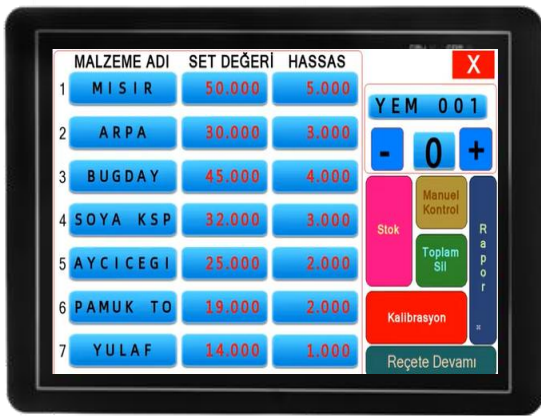 MALZEME ADI SET DEĞERİ HASSAS
X
1 MISIR 50.000 5.000
2 ARPA 30.000 3.000
3 BUGDAY 45.000 4.000
4 SOYA KSP 32.000 3.000
5 AYCICEGI 25.000 2.000
6 PAMUK TO 19.000 2.000
7 YULAF 14.000 1.000
YEM 001
- 0 +
Stok
Manuel
Kontrol
Toplam
Sil
Rapor
Kalibrasyon
Reçete Devamı